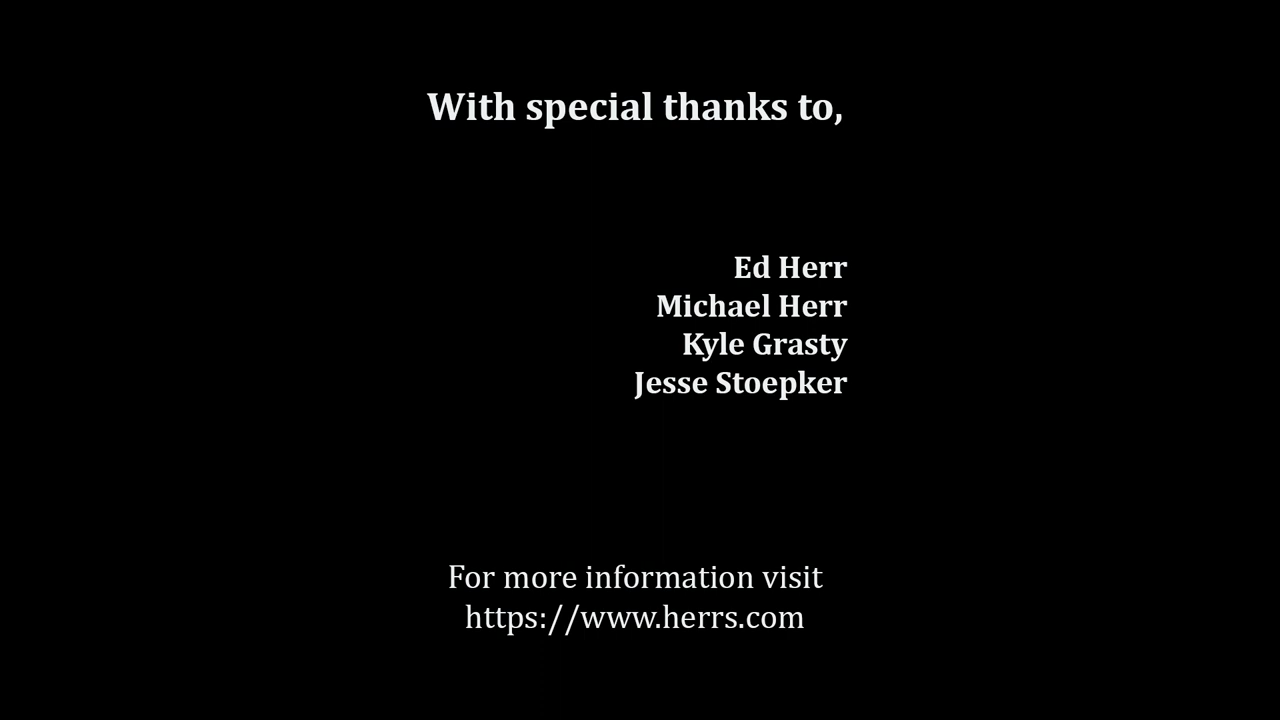 With special thanks to,
Ed Herr
Michael Herr
Kyle Grasty
Jesse Stoepker
For more information visit
https://www.herrs.com